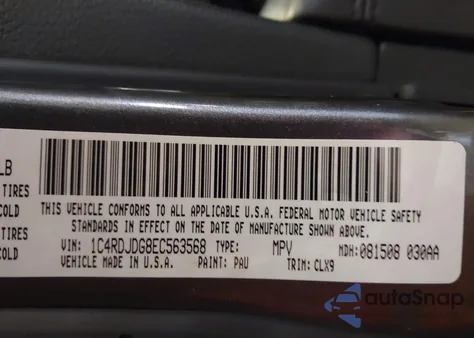 LB
TIRES
COLD
TIRES
COLD
THIS VEHICLE CONFORMS TO ALL APPLICABLE U.S.A. FEDERAL MOTOR VEHICLE SAFETY
STANDARDS IN EFFECT ON THE DATE OF MANUFACTURE SHOWN ABOVE.
VIN: 1C4RDJDG8EC563568 TYPE: MPV MDH: 081508 030AA
VEHICLE MADE IN U.S.A. PAINT: PAU TRIM: CLX9
autoSnap